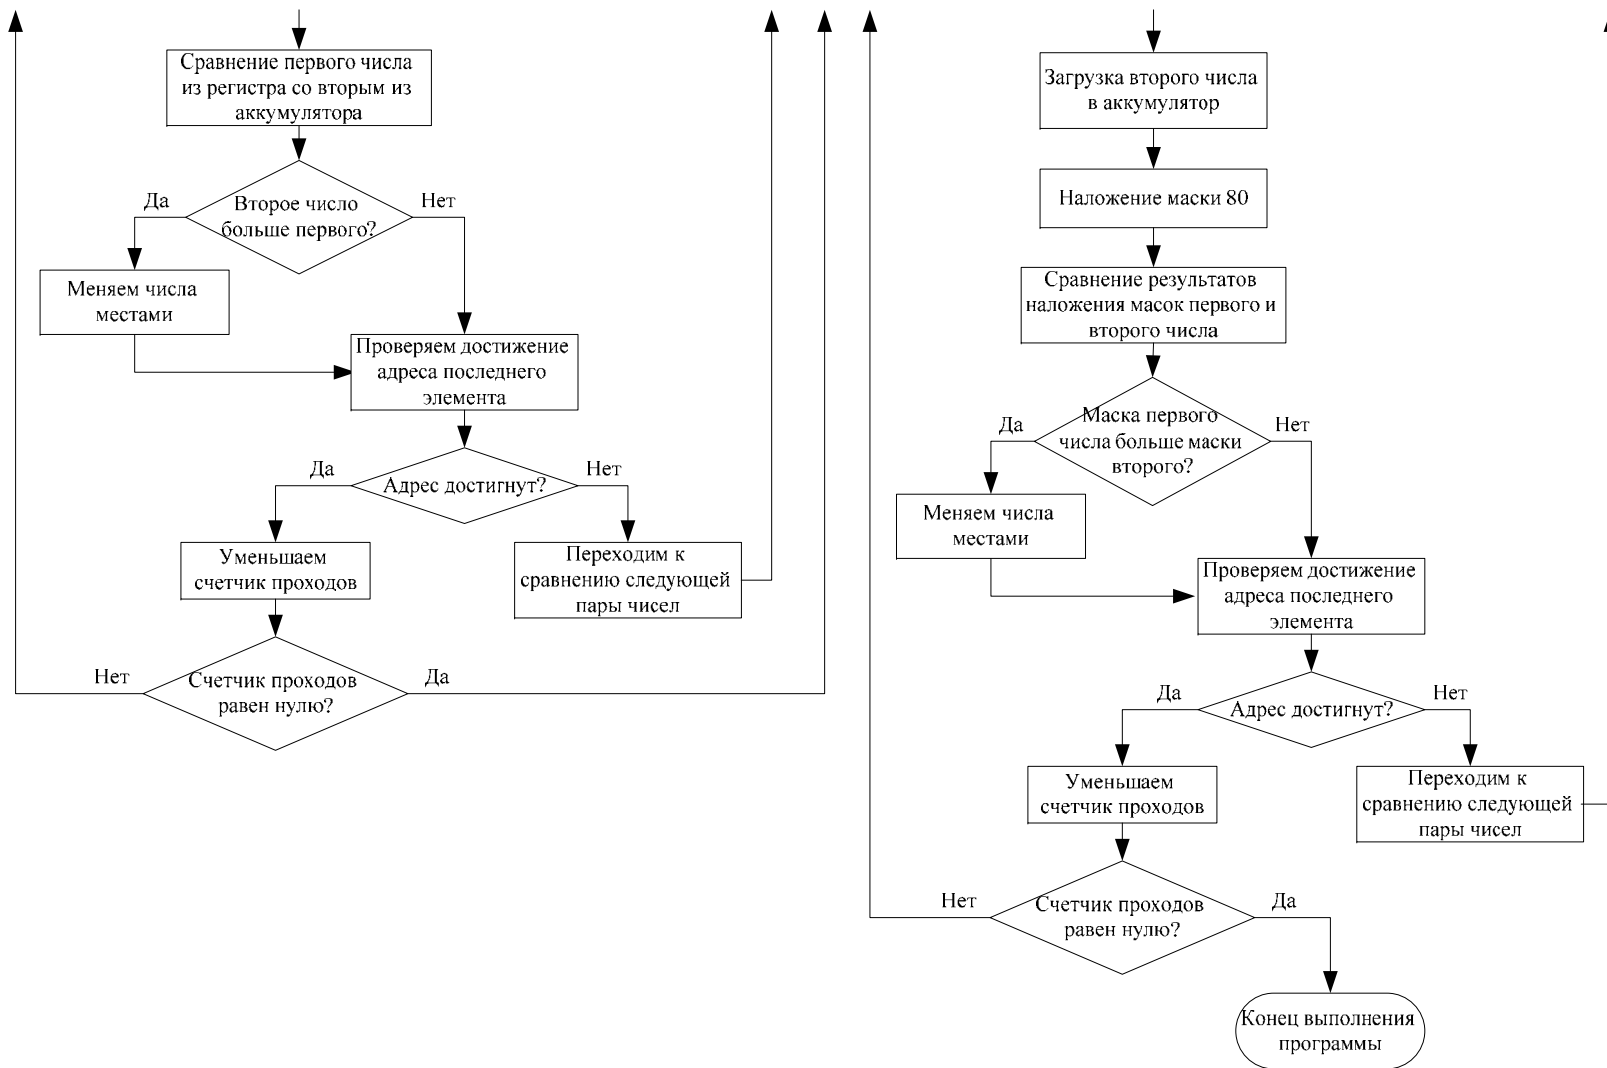 Сравнение первого числа
из регистра со вторым из
аккумулятора
Да
Нет
Второе число
больше первого?
Меняем числа
местами
Проверяем достижение
адреса последнего
элемента
Да
Нет
Адрес достигнут?
Уменьшаем
счетчик проходов
Переходим к
сравнению следующей
пары чисел
Нет
Да
Счетчик проходов
равен нулю?
Загрузка второго числа
в аккумулятор
Наложение маски 80
Сравнение результатов
наложения масок первого и
второго числа
Да
Нет
Маска первого
числа больше маски
второго?
Меняем числа
местами
Проверяем достижение
адреса последнего
элемента
Да
Нет
Адрес достигнут?
Уменьшаем
счетчик проходов
Переходим к
сравнению следующей
пары чисел
Нет
Да
Счетчик проходов
равен нулю?
Конец выполнения
программы